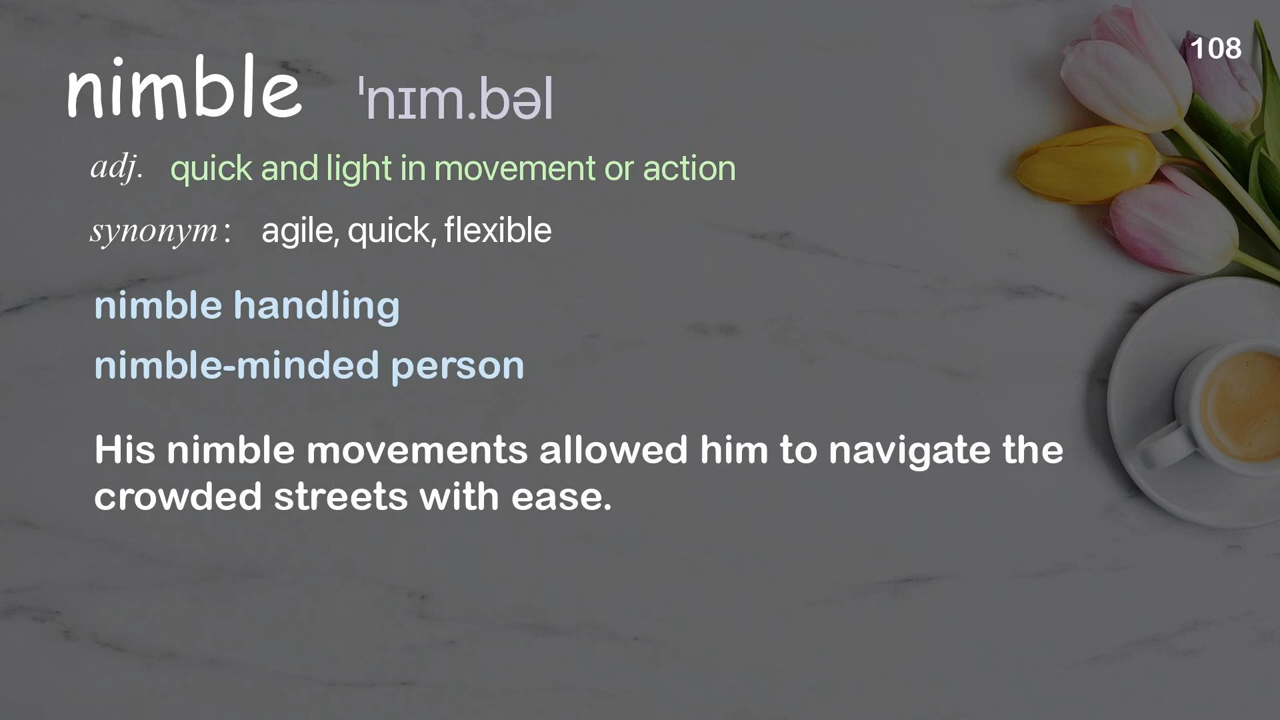 108
nimble ˈnɪm.bəl
adj. quick and light in movement or action
synonym: agile, quick, flexible
nimble handling
nimble-minded person
His nimble movements allowed him to navigate the
crowded streets with ease.